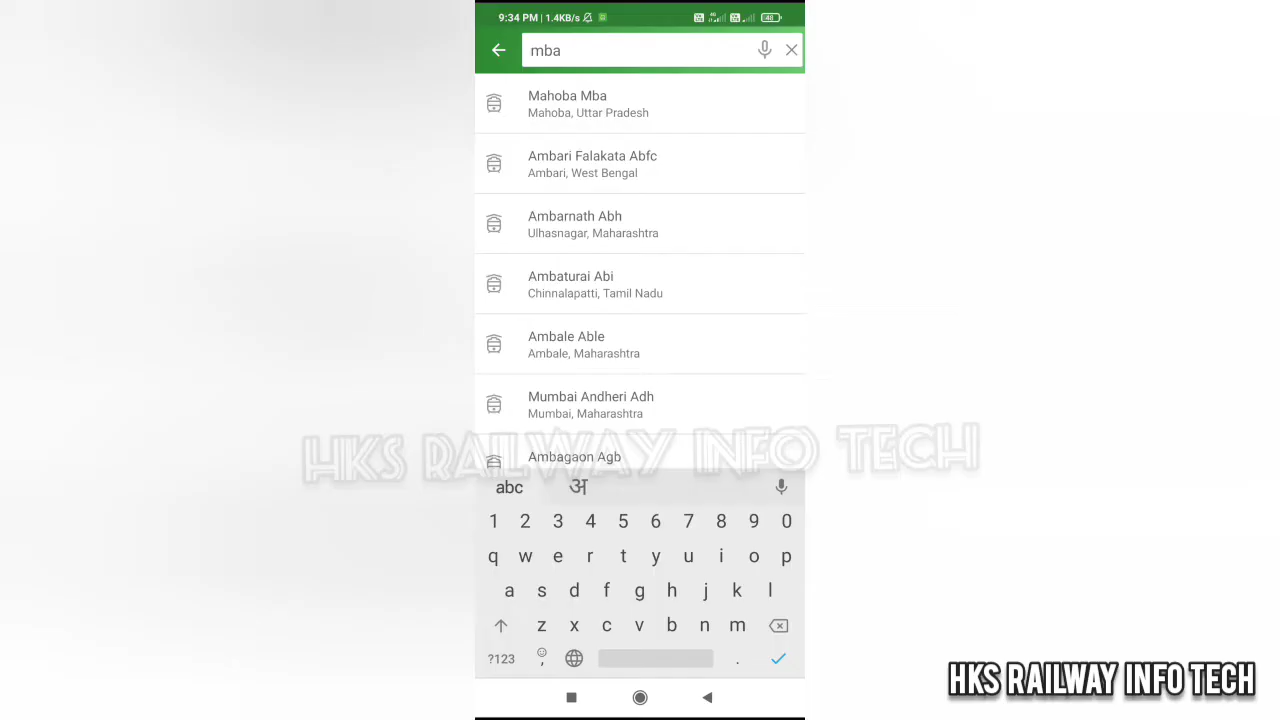 9:34 PM | 1.4KB/s
48
mba
Mahoba Mba
Mahoba, Uttar Pradesh
Ambari Falakata Abfc
Ambari, West Bengal
Ambarnath Abh
Ulhasnagar, Maharashtra
Ambaturai Abi
Chinnalapatti, Tamil Nadu
Ambale Able
Ambale, Maharashtra
Mumbai Andheri Adh
Mumbai, Maharashtra
HKS RAILWAY INFO TECH
Ambagaon Agb
abc अ
1 2 3 4 5 6 7 8 9 0
q w e r t y u i o p
a s d f g h j k l
z x c v b n m
?123 , .
HKS RAILWAY INFO TECH